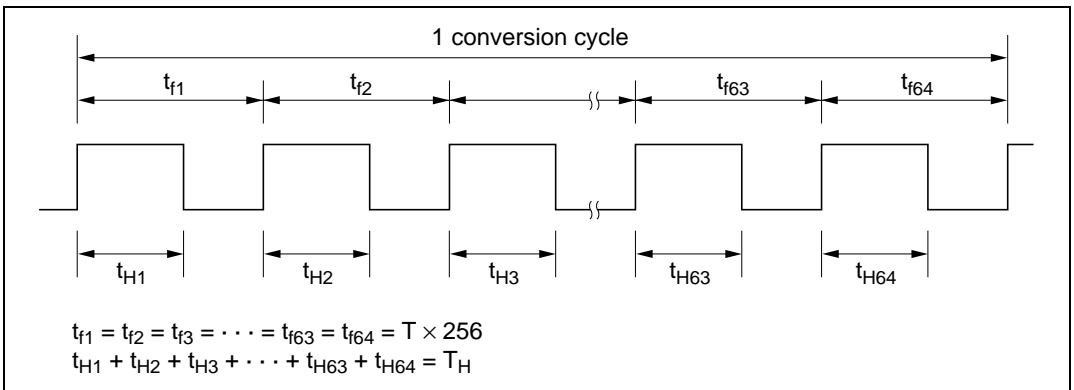 1 conversion cycle
tf1 tf2 tf63 tf64
tH1 tH2 tH3 tH63 tH64
tf1 = tf2 = tf3 = · · · = tf63 = tf64 = T × 256
tH1 + tH2 + tH3 + · · · + tH63 + tH64 = TH